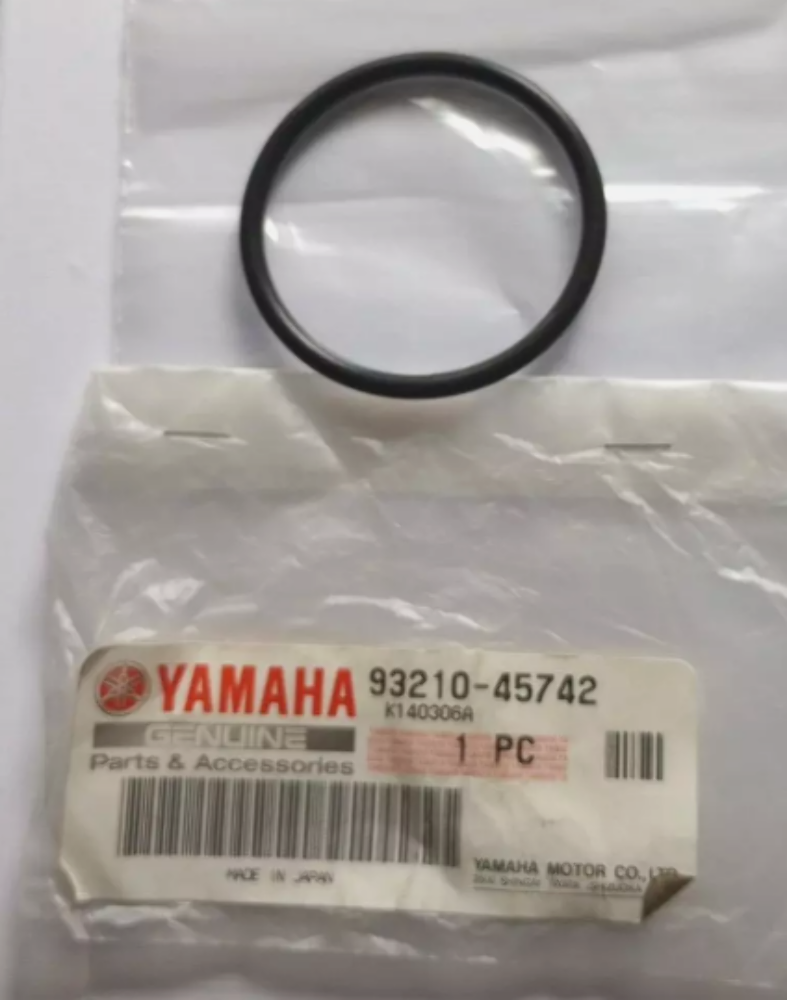 YAMAHA 93210-45742
K140306A
GENUINE
1 PC
Parts & Accessories
MADE IN JAPAN
YAMAHA MOTOR CO., LTD.